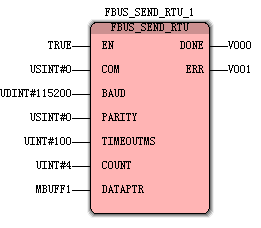 FBUS_SEND_RTU_1
FBUS_SEND_RTU
TRUE EN DONE V000
USINT#0 COM ERR V001
UDINT#115200 BAUD
USINT#0 PARITY
UINT#100 TIMEOUTMS
UINT#4 COUNT
MBUFF1 DATAPTR